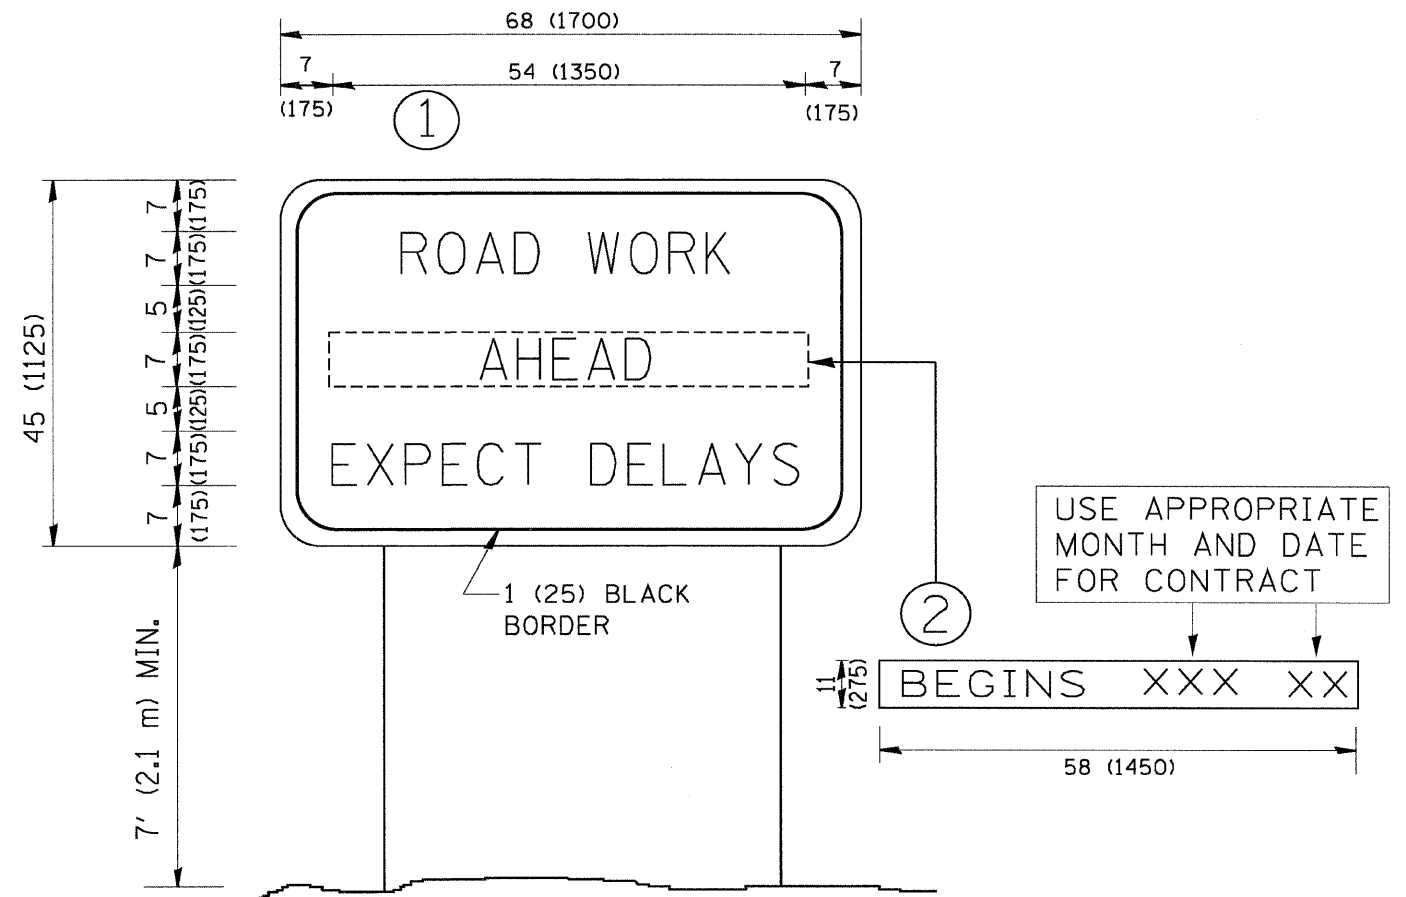 68 (1700)
7
54 (1350)
7
(175)
(175)
1
45 (1125)
7
(175)
7
(175)
5
(125)
7
(175)
5
(125)
7
(175)
7
(175)
ROAD WORK
AHEAD
EXPECT DELAYS
1 (25) BLACK
BORDER
7' (2.1 m) MIN.
USE APPROPRIATE
MONTH AND DATE
FOR CONTRACT
2
11
(275)
BEGINS XXX XX
58 (1450)